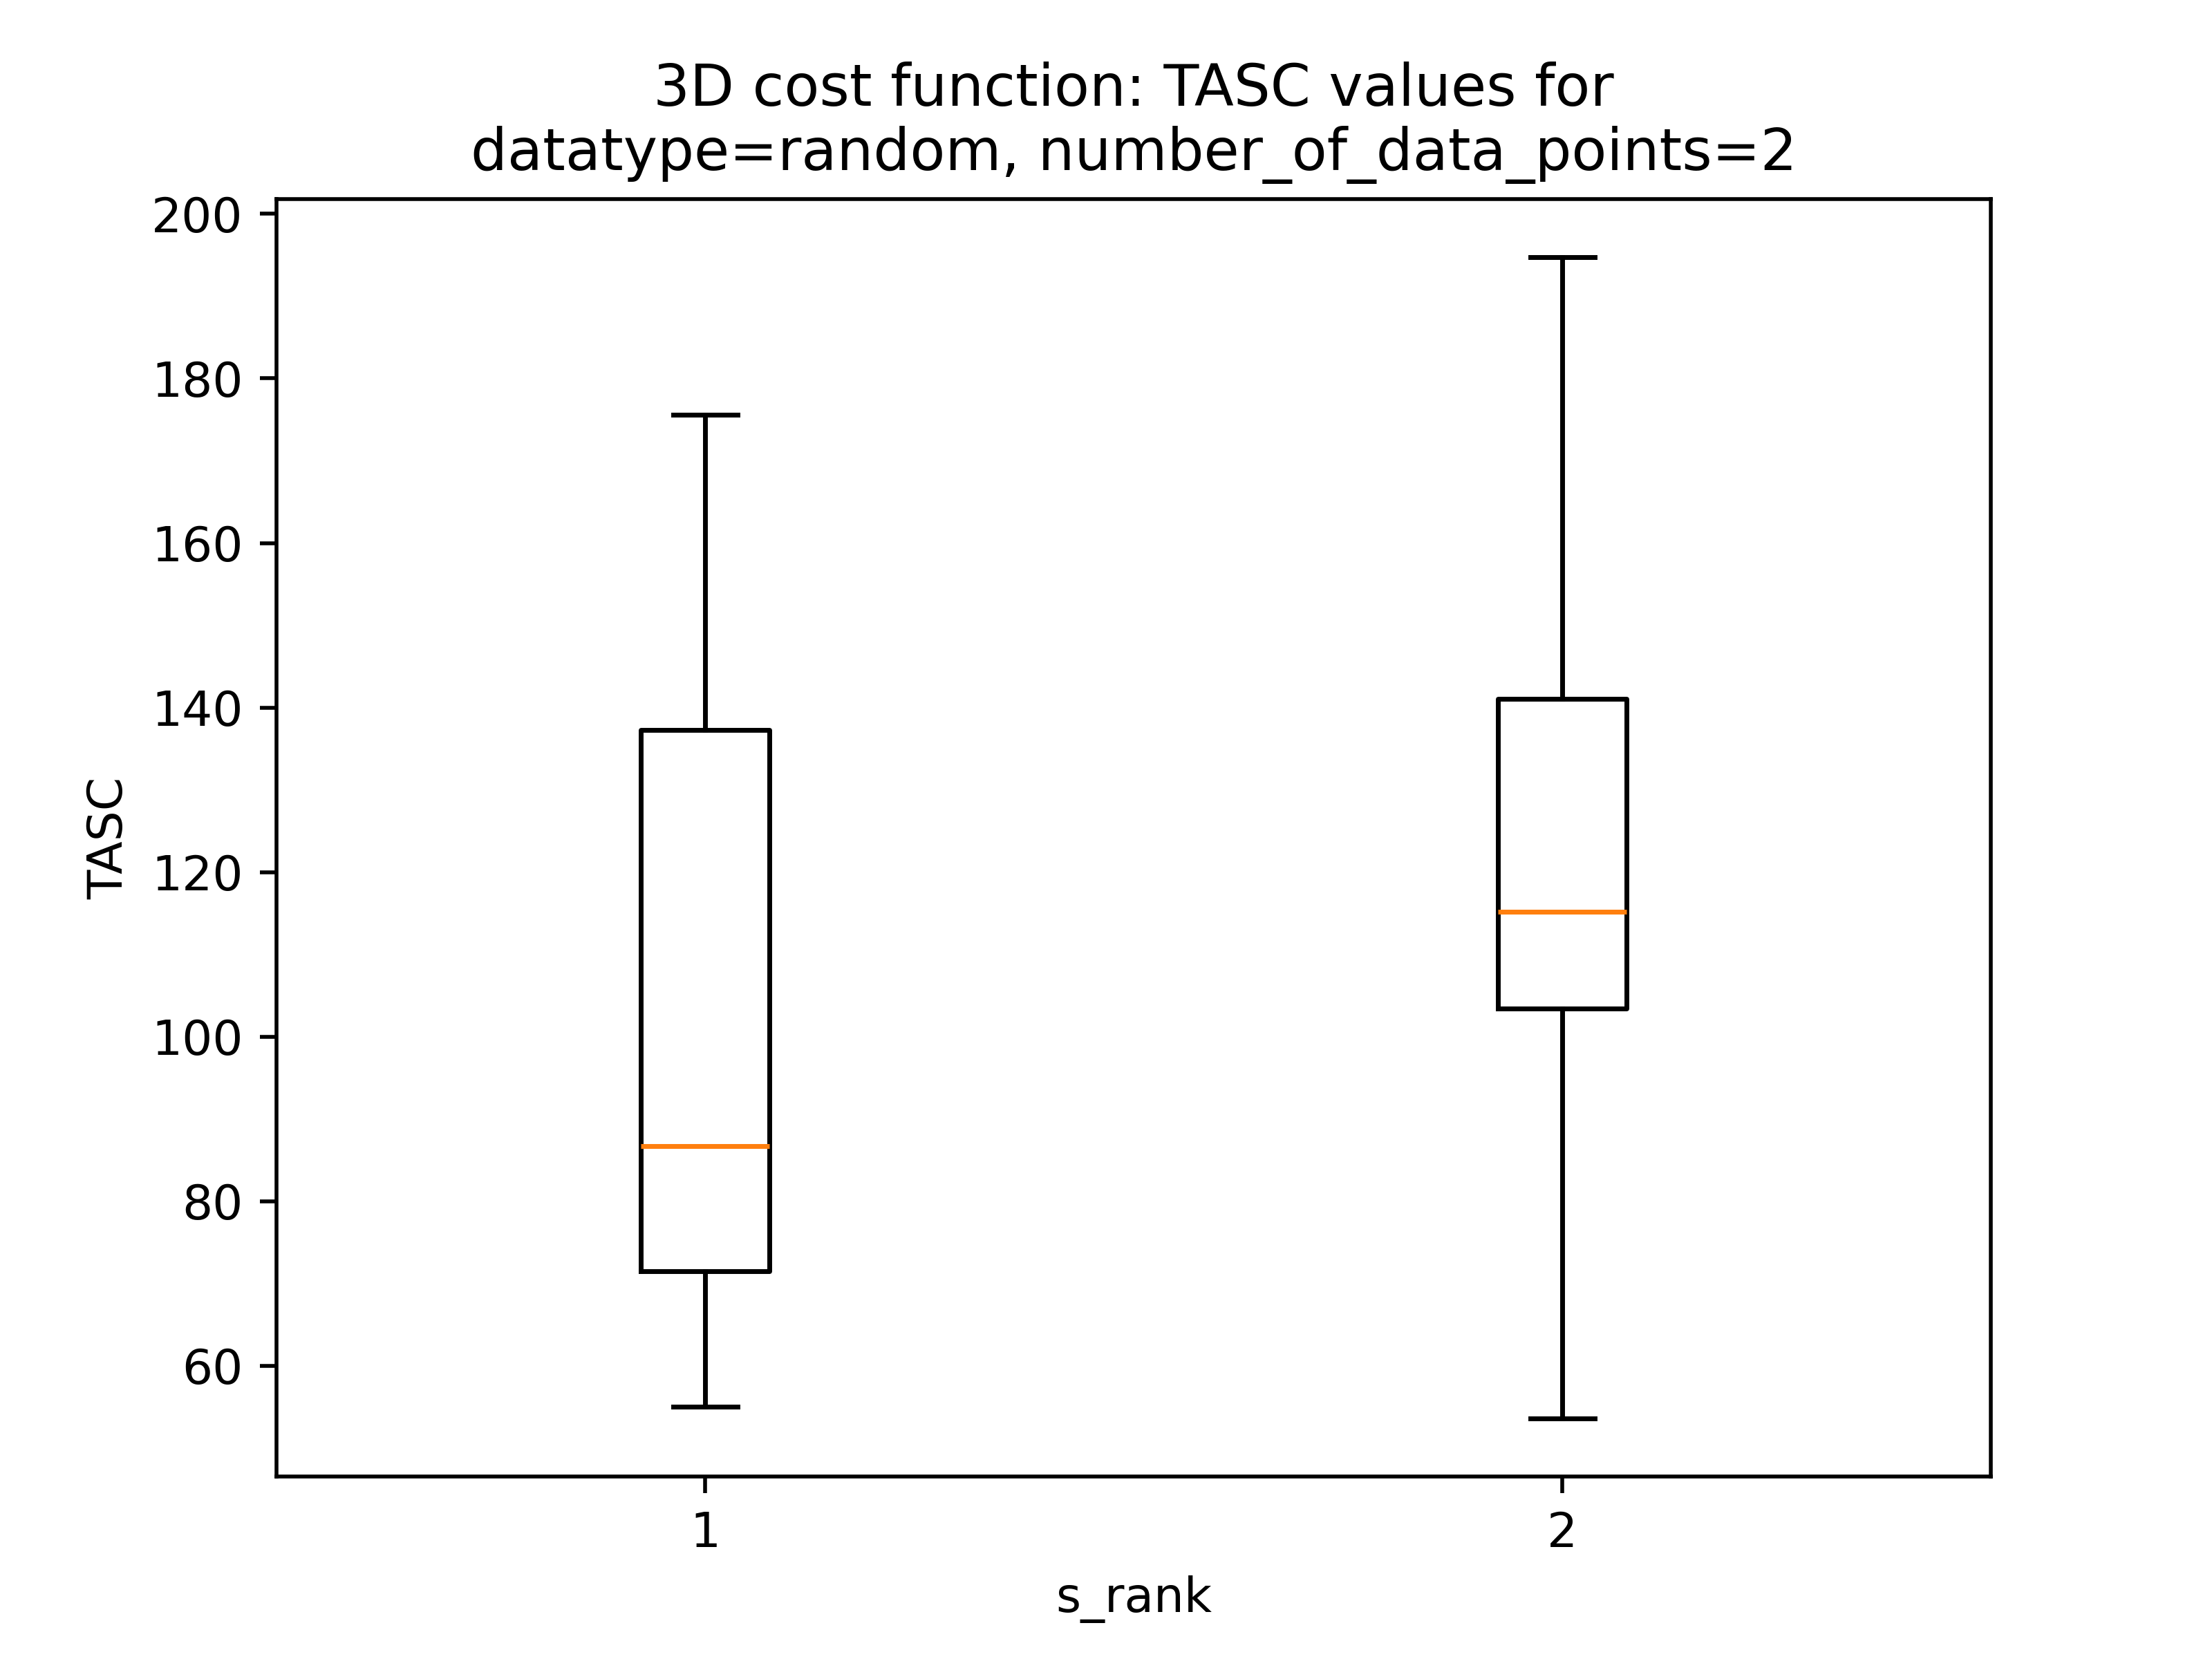 3D cost function: TASC values for
datatype=random, number_of_data_points=2
200
180
160
140
120
100
80
60
TASC
1
2
s_rank